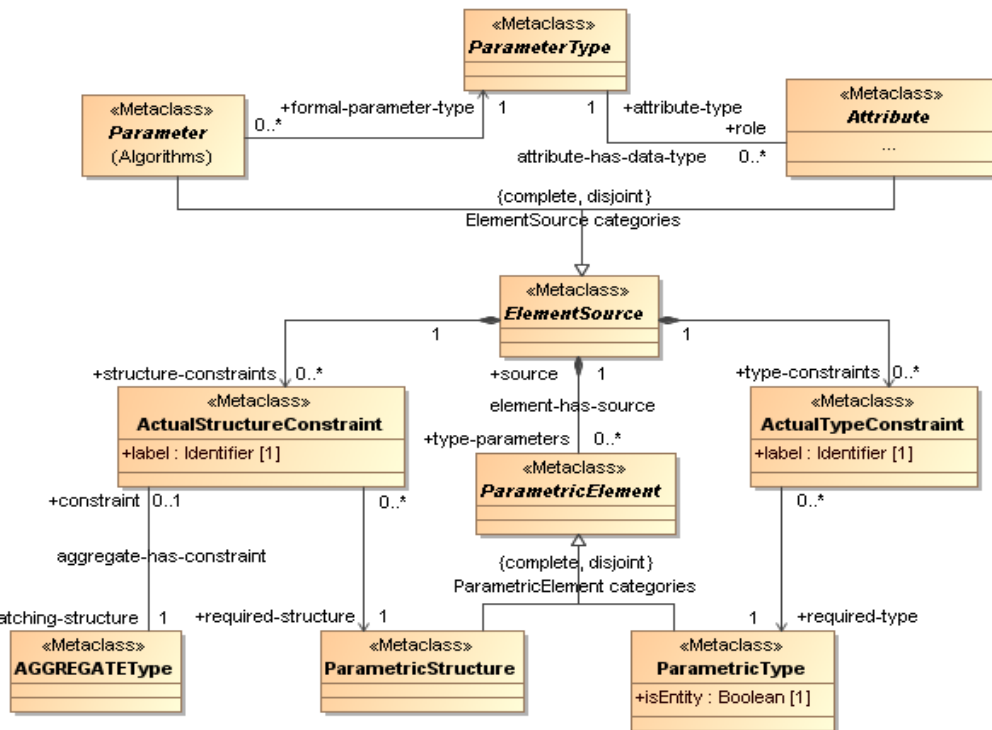 «Metaclass»
ParameterType
«Metaclass»
Parameter
(Algorithms)
+formal-parameter-type
0..*
1
1
+attribute-type
+role
attribute-has-data-type
0..*
«Metaclass»
Attribute
...
{complete, disjoint}
ElementSource categories
«Metaclass»
ElementSource
1
1
+structure-constraints
0..*
+source
1
element-has-source
+type-parameters
0..*
+type-constraints
0..*
«Metaclass»
ActualStructureConstraint
+label : Identifier [1]
«Metaclass»
ParametricElement
«Metaclass»
ActualTypeConstraint
+label : Identifier [1]
+constraint
0..1
0..*
0..*
aggregate-has-constraint
{complete, disjoint}
ParametricElement categories
atching-structure
1
+required-structure
1
1
+required-type
«Metaclass»
AGGREGATEType
«Metaclass»
ParametricStructure
«Metaclass»
ParametricType
+isEntity : Boolean [1]